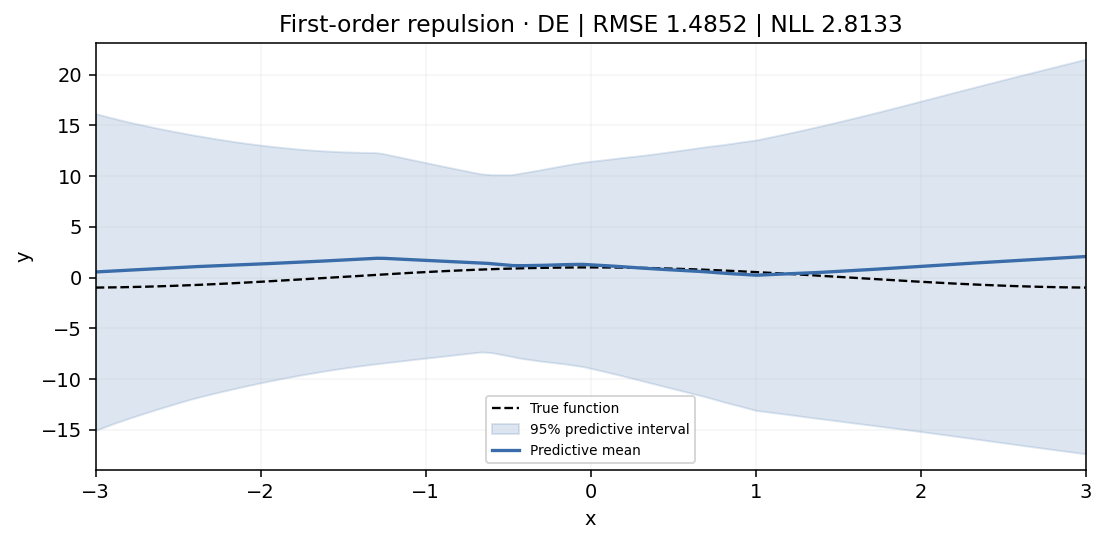 First-order repulsion · DE | RMSE 1.4852 | NLL 2.8133
20
15
10
5
0
−5
−10
−15
y
True function
95% predictive interval
Predictive mean
−3 −2 −1 0 1 2 3
x